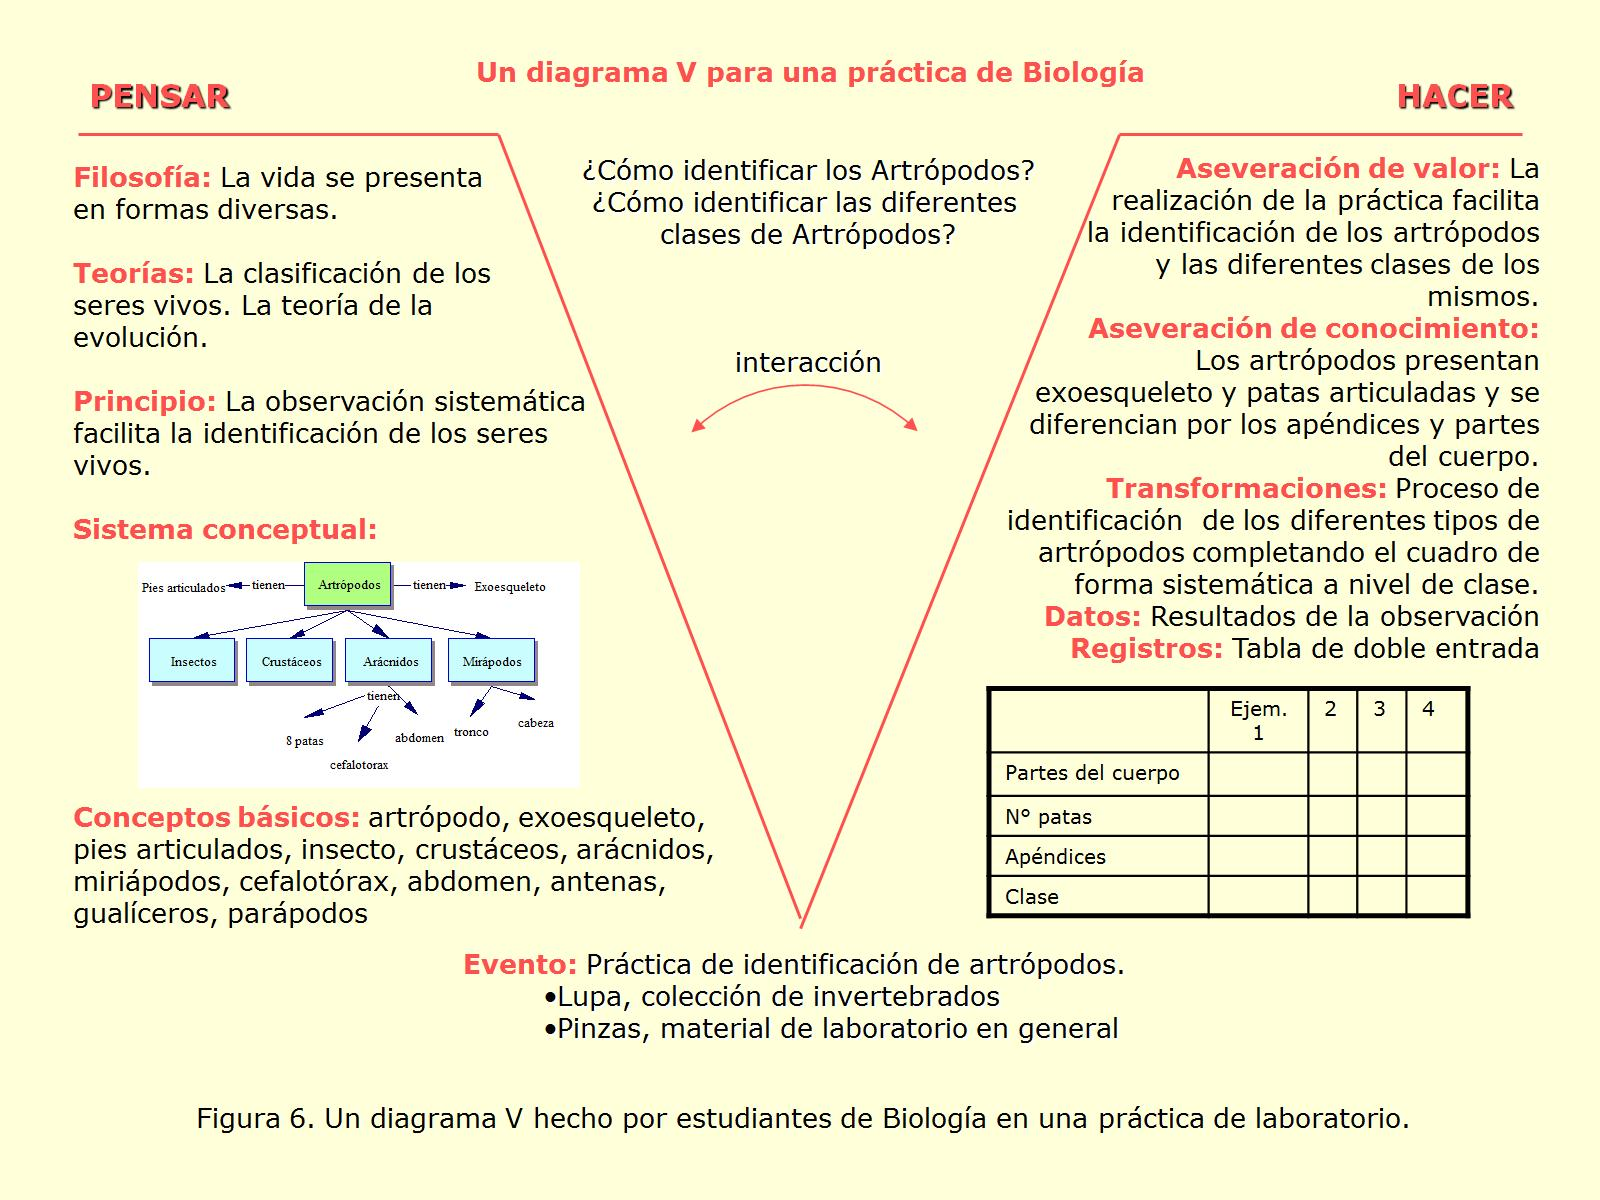 Un diagrama V para una práctica de Biología
PENSAR
HACER
Filosofía: La vida se presenta
en formas diversas.
Teorías: La clasificación de los
seres vivos. La teoría de la
evolución.
Principio: La observación sistemática
facilita la identificación de los seres
vivos.
Sistema conceptual:
Pies articulados
tienen
Artrópodos
tienen
Exoesqueleto
Insectos
Crustáceos
Arácnidos
Mirápodos
tienen
8 patas
cefalotorax
abdomen
tronco
cabeza
Conceptos básicos: artrópodo, exoesqueleto,
pies articulados, insecto, crustáceos, arácnidos,
miriápodos, cefalotórax, abdomen, antenas,
gualíceros, parápodos
¿Cómo identificar los Artrópodos?
¿Cómo identificar las diferentes
clases de Artrópodos?
interacción
Aseveración de valor: La
realización de la práctica facilita
la identificación de los artrópodos
y las diferentes clases de los
mismos.
Aseveración de conocimiento:
Los artrópodos presentan
exoesqueleto y patas articuladas y se
diferencian por los apéndices y partes
del cuerpo.
Transformaciones: Proceso de
identificación de los diferentes tipos de
artrópodos completando el cuadro de
forma sistemática a nivel de clase.
Datos: Resultados de la observación
Registros: Tabla de doble entrada
Ejem. 2 3 4
1
Partes del cuerpo
N° patas
Apéndices
Clase
Evento: Práctica de identificación de artrópodos.
•Lupa, colección de invertebrados
•Pinzas, material de laboratorio en general
Figura 6. Un diagrama V hecho por estudiantes de Biología en una práctica de laboratorio.